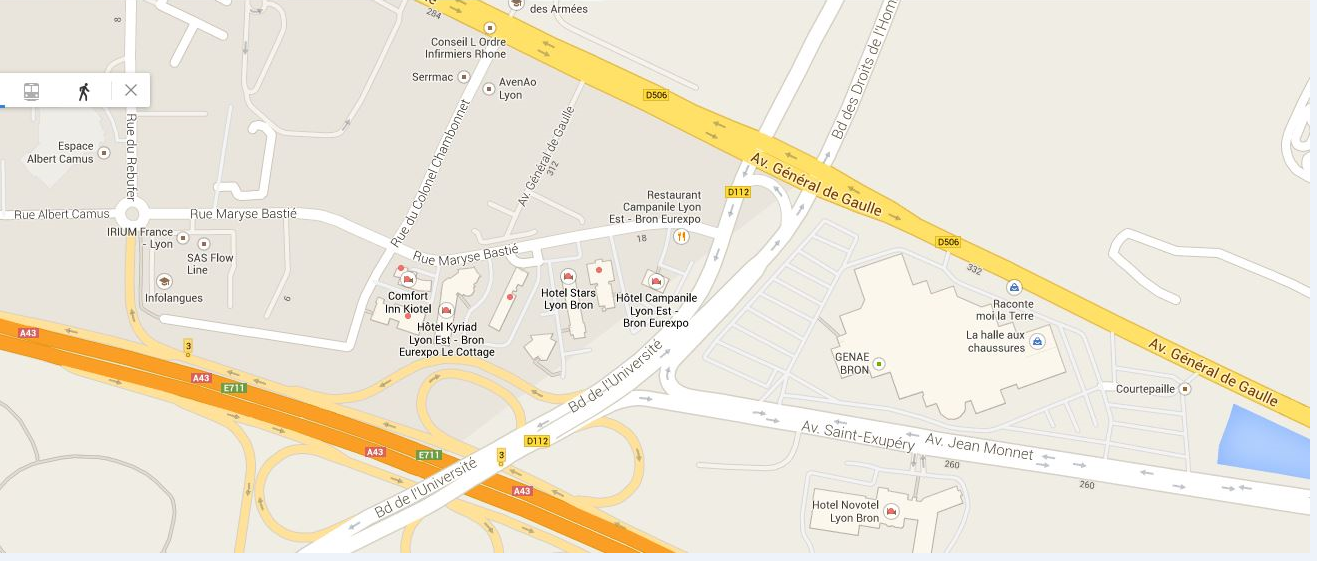 des Armées
284
8
Conseil L Ordre
Infirmiers Rhone
Serrmac
AvenAo
Lyon
D506
Bd des Droits de l'Hom
Rue du Rebufer
Espace
Albert Camus
Rue du Colonel Chambonnet
Av. Général de Gaulle
312
Av. Général de Gaulle
D112
Restaurant
Campanile Lyon
Est - Bron Eurexpo
18
Rue Albert Camus
Rue Maryse Bastié
IRIUM France
- Lyon
SAS Flow
Line
Infolangues
6
Rue Maryse Bastié
D506
332
Raconte
moi la Terre
La halle aux
chaussures
Comfort
Inn Kiotel
Hôtel Kyriad
Lyon Est - Bron
Eurexpo Le Cottage
Hotel Stars
Lyon Bron
Hôtel Campanile
Lyon Est -
Bron Eurexpo
A43
3
A43
E711
GENAE
BRON
Av. Général de Gaulle
Courtepaille
Bd de l'Université
D112
Av. Saint-Exupéry
Av. Jean Monnet
260
260
A43
E711
3
A43
Bd de l'Université
Hotel Novotel
Lyon Bron